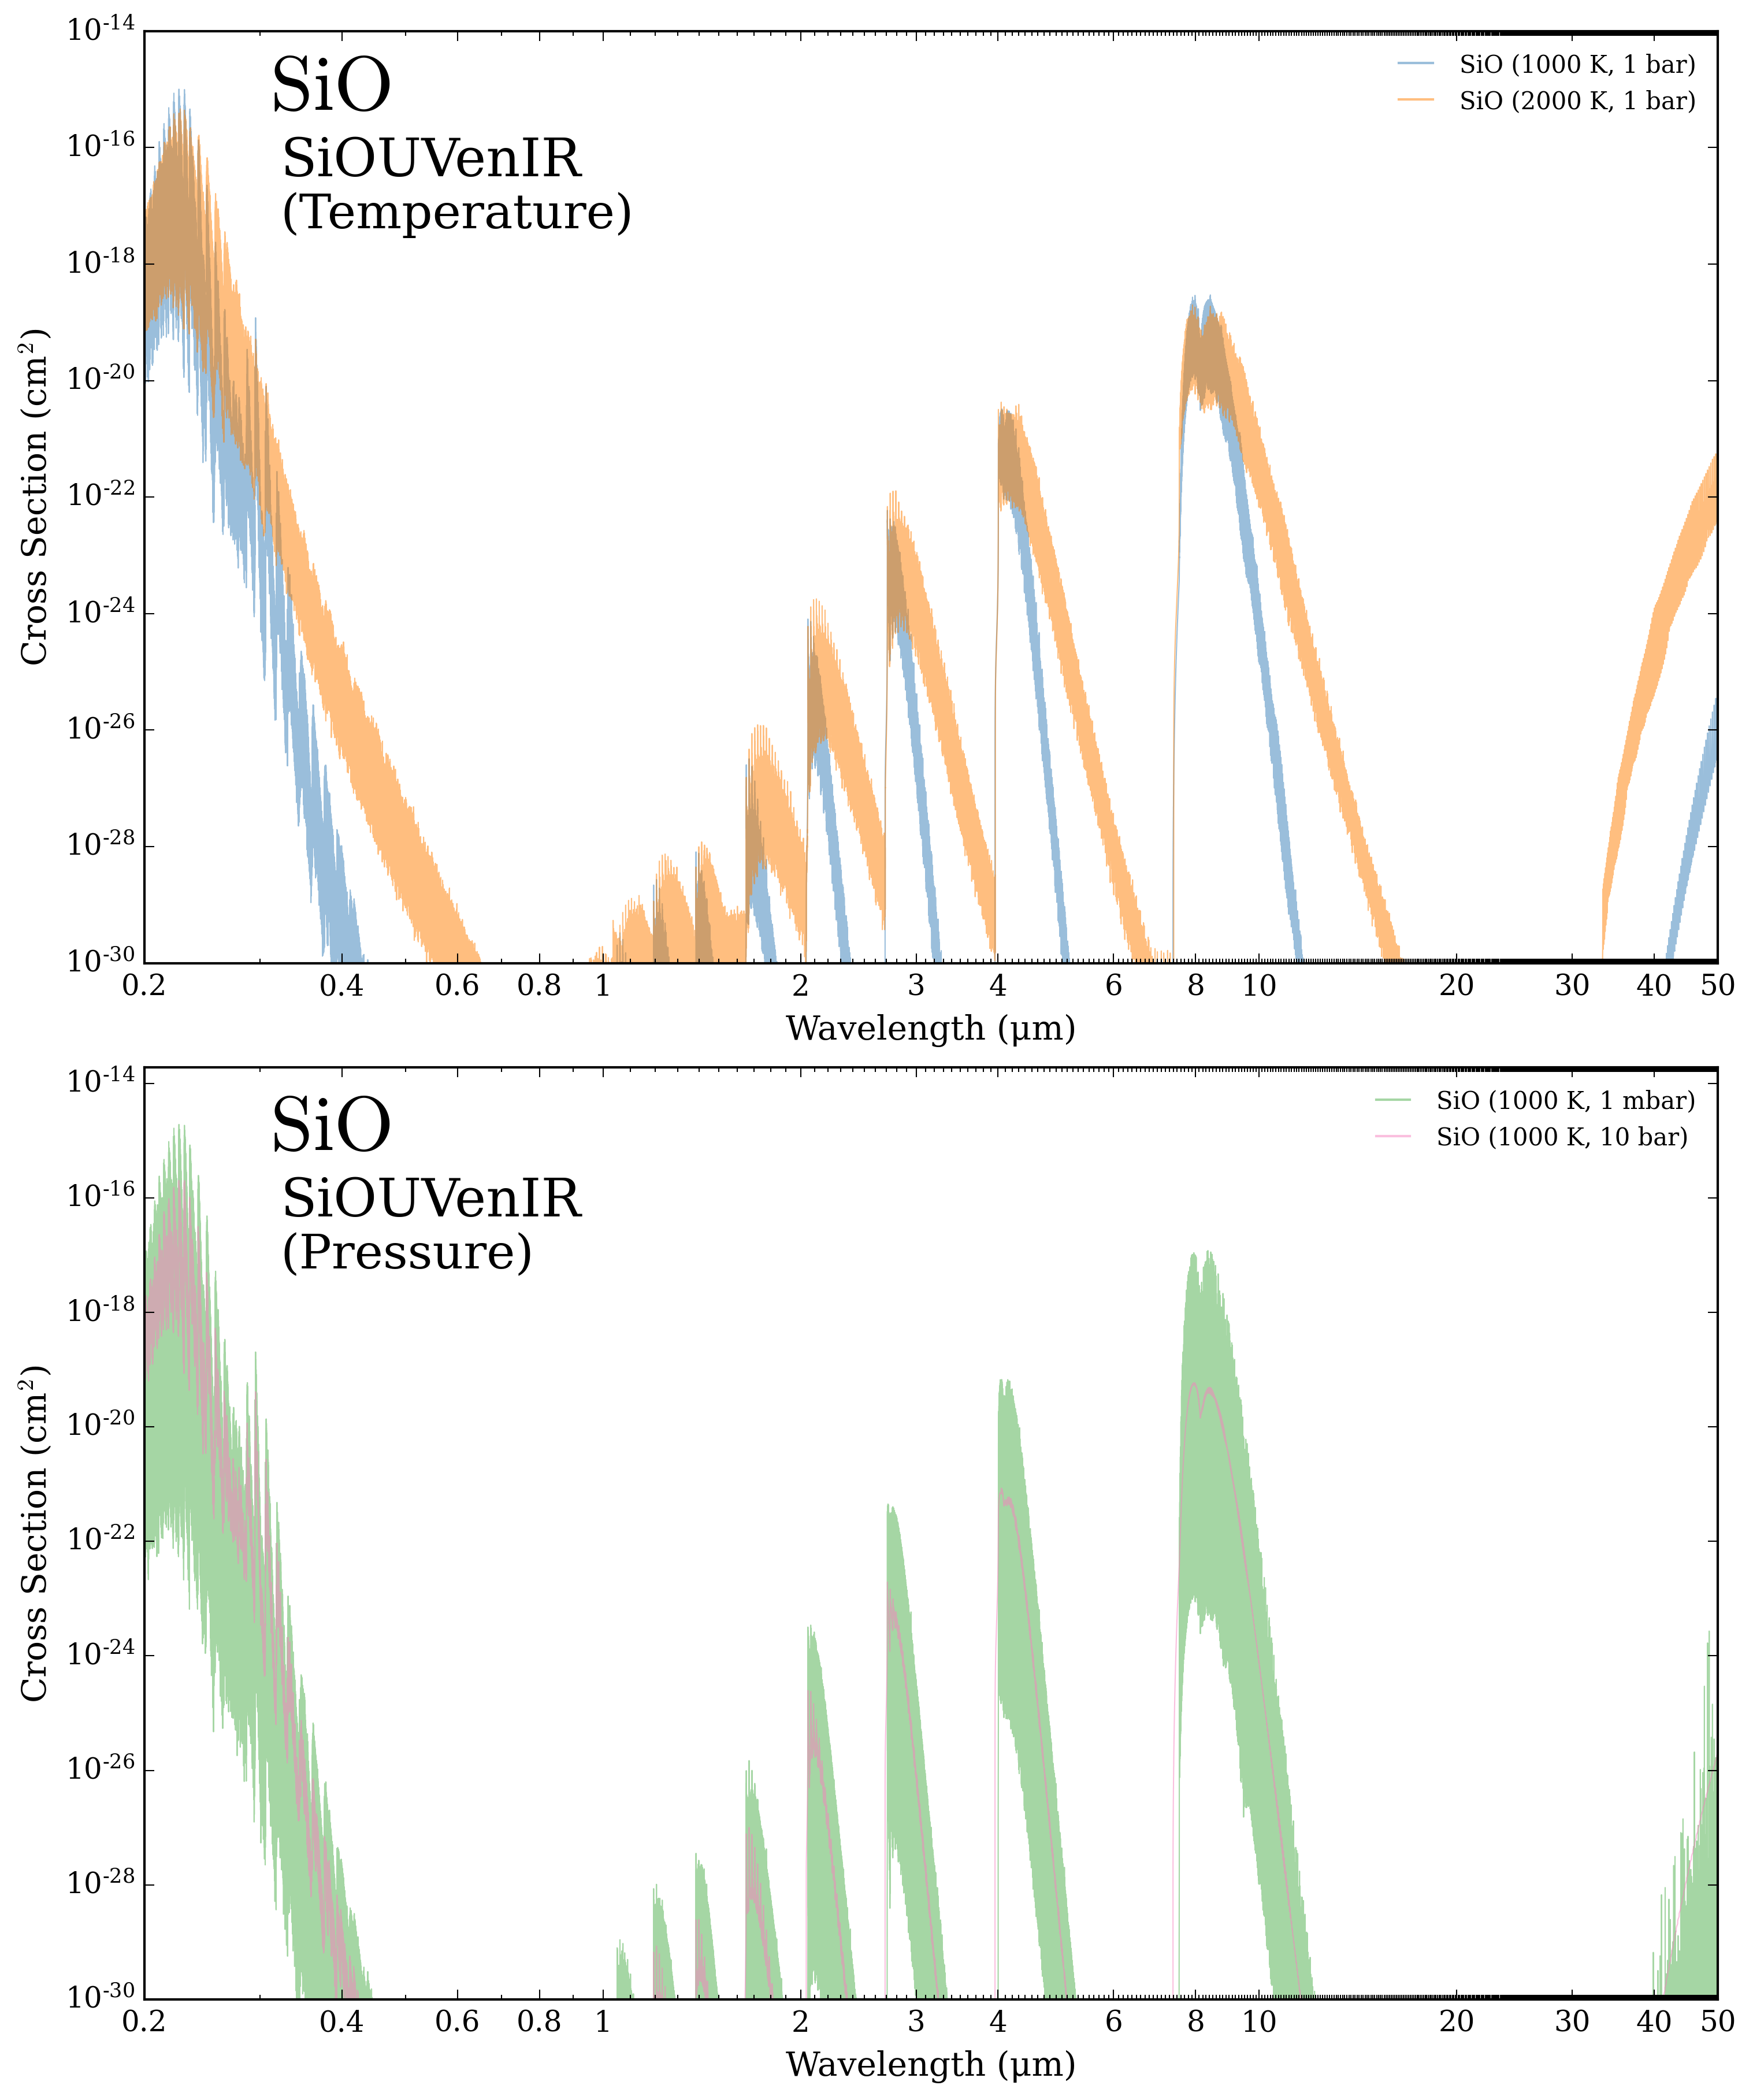 SiO
SiOUVenIR
(Temperature)
SiO (1000 K, 1 bar)
SiO (2000 K, 1 bar)
Cross Section (cm²)
10⁻¹⁴
10⁻¹⁶
10⁻¹⁸
10⁻²⁰
10⁻²²
10⁻²⁴
10⁻²⁶
10⁻²⁸
10⁻³⁰
0.2 0.4 0.6 0.8 1 2 3 4 6 8 10 20 30 40 50
Wavelength (μm)
SiO
SiOUVenIR
(Pressure)
SiO (1000 K, 1 mbar)
SiO (1000 K, 10 bar)
Cross Section (cm²)
10⁻¹⁴
10⁻¹⁶
10⁻¹⁸
10⁻²⁰
10⁻²²
10⁻²⁴
10⁻²⁶
10⁻²⁸
10⁻³⁰
0.2 0.4 0.6 0.8 1 2 3 4 6 8 10 20 30 40 50
Wavelength (μm)